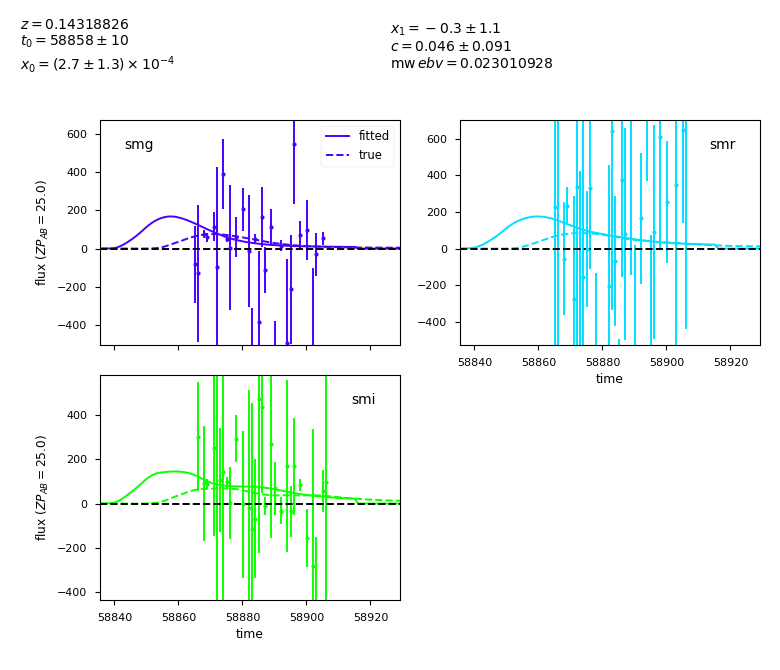 z = 0.14318826
t₀ = 58858 ± 10
x₀ = (2.7 ± 1.3) × 10⁻⁴
x₁ = −0.3 ± 1.1
c = 0.046 ± 0.091
mw ebv = 0.023010928
smg
fitted
true
600
400
200
0
−200
−400
flux (ZP_AB = 25.0)
smr
600
400
200
0
−200
−400
58840 58860 58880 58900 58920
time
smi
400
200
0
−200
−400
flux (ZP_AB = 25.0)
58840 58860 58880 58900 58920
time